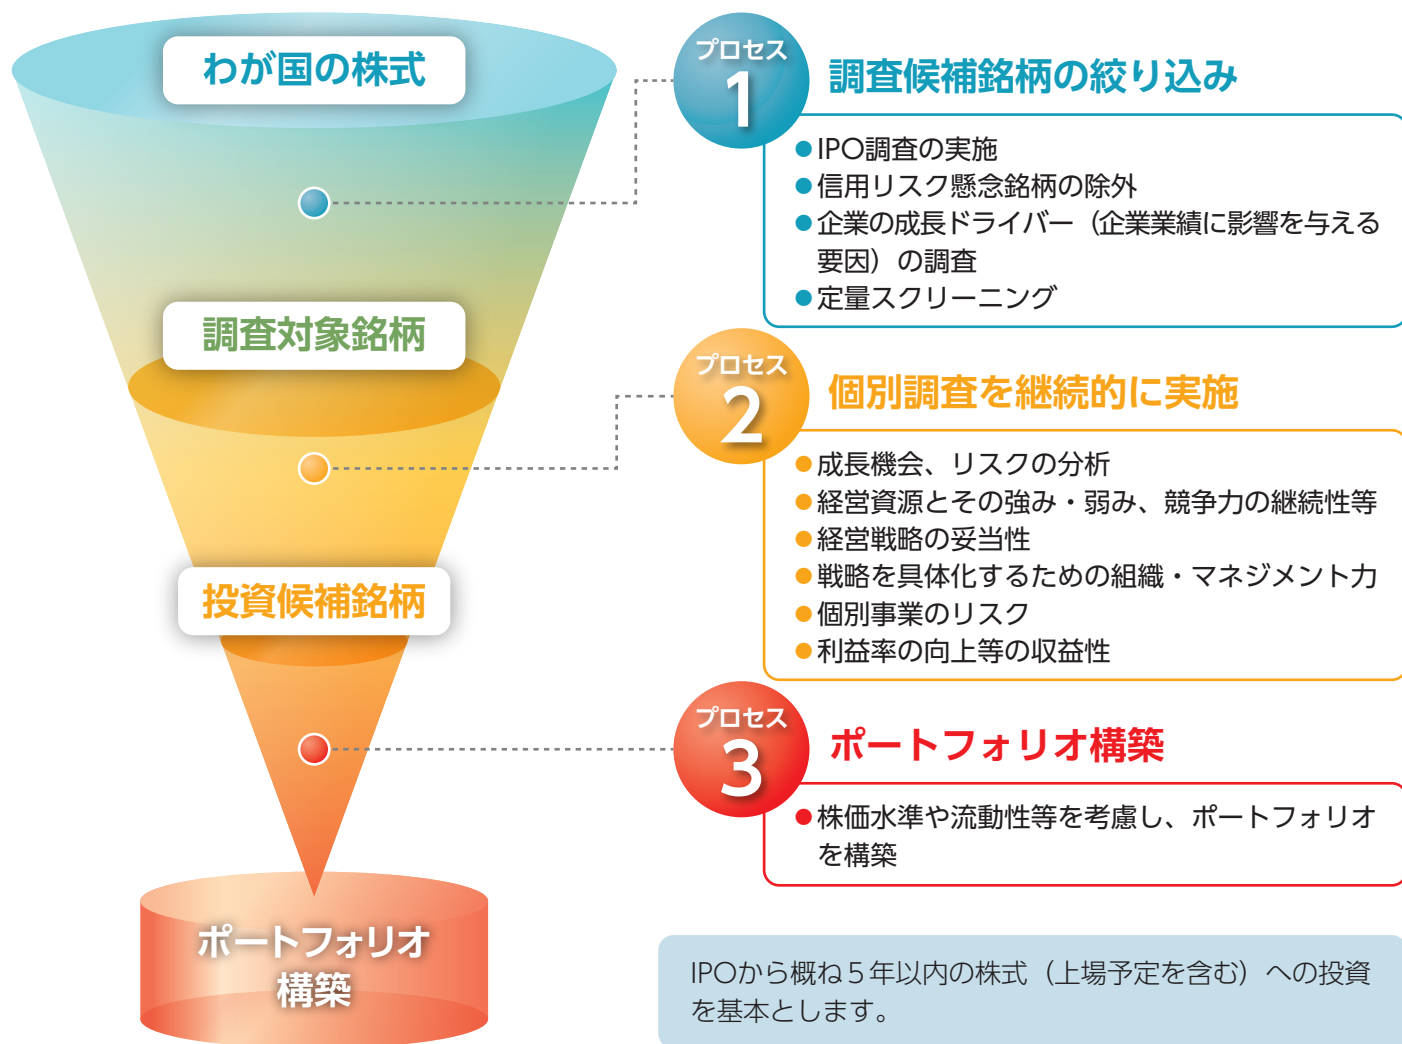 わが国の株式
調査対象銘柄
投資候補銘柄
ポートフォリオ
構築
プロセス
1
調査候補銘柄の絞り込み
●IPO調査の実施
●信用リスク懸念銘柄の除外
●企業の成長ドライバー（企業業績に影響を与える
要因）の調査
●定量スクリーニング
プロセス
2
個別調査を継続的に実施
●成長機会、リスクの分析
●経営資源とその強み・弱み、競争力の継続性等
●経営戦略の妥当性
●戦略を具体化するための組織・マネジメント力
●個別事業のリスク
●利益率の向上等の収益性
プロセス
3
ポートフォリオ構築
●株価水準や流動性等を考慮し、ポートフォリオ
を構築
IPOから概ね５年以内の株式（上場予定を含む）への投資
を基本とします。